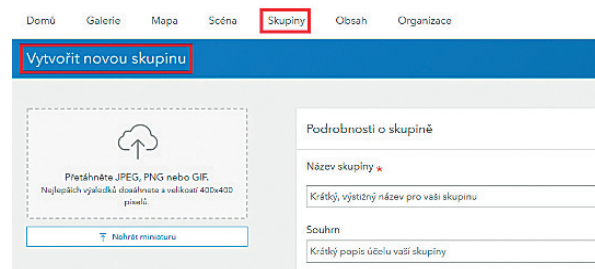 Domů Galerie Mapa Scéna Skupiny Obsah Organizace
Vytvořit novou skupinu
Přetáhněte JPEG, PNG nebo GIF.
Nejlepších výsledků dosáhnete s velikostí 400x400
pixelů.
Nahrát miniaturu
Podrobnosti o skupině
Název skupiny *
Krátký, výstižný název pro vaši skupinu
Souhrn
Krátký popis účelu vaší skupiny